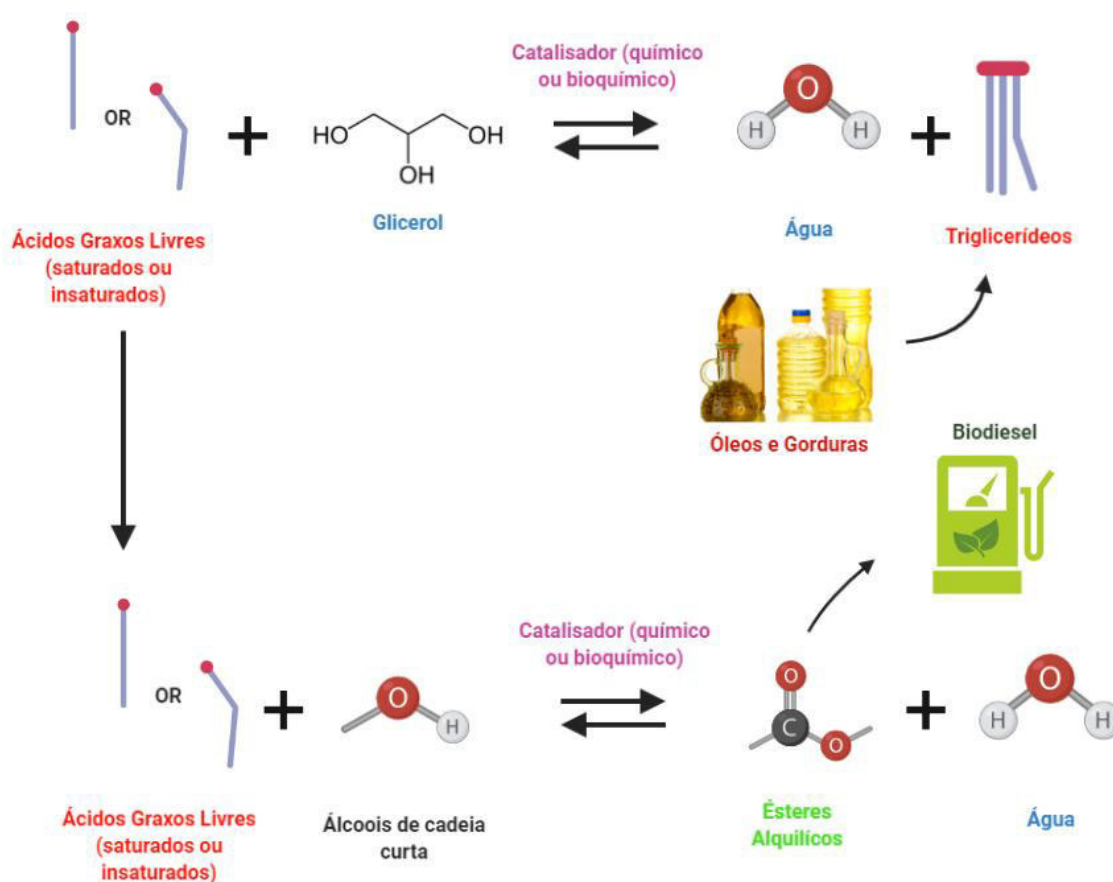 Catalisador (químico
ou bioquímico)
O
H
H
OR
HO
OH
OH
Glicerol
Água
Triglicerídeos
Ácidos Graxos Livres
(saturados ou
insaturados)
Óleos e Gorduras
Biodiesel
Catalisador (químico
ou bioquímico)
OR
O
H
O
C
O
O
H
H
Ácidos Graxos Livres
(saturados ou
insaturados)
Álcoois de cadeia
curta
Ésteres
Alquilícos
Água